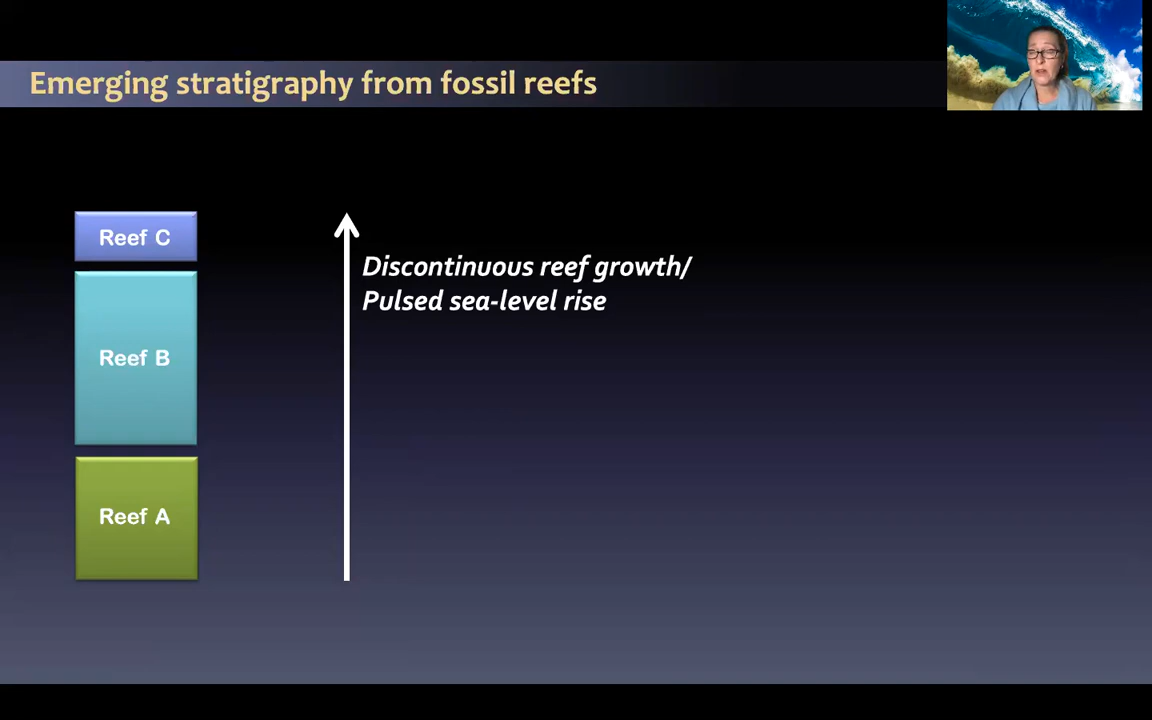 Emerging stratigraphy from fossil reefs
Reef C
Discontinuous reef growth/
Pulsed sea-level rise
Reef B
Reef A